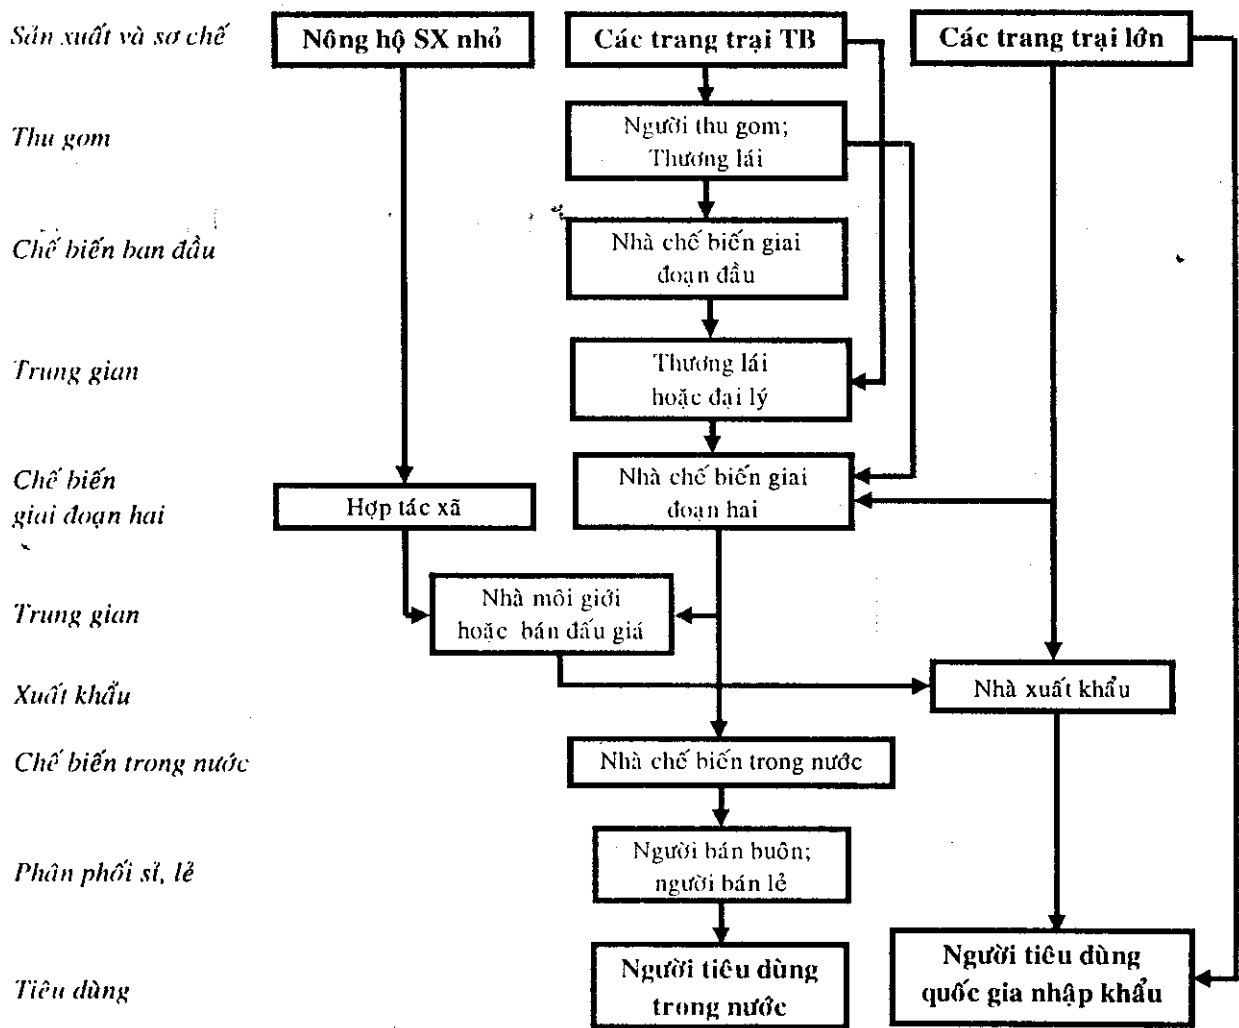 Sản xuất và sơ chế
Nông hộ SX nhỏ
Các trang trại TB
Các trang trại lớn
Thu gom
Người thu gom;
Thương lái
Chế biến ban đầu
Nhà chế biến giai
đoạn đầu
Trung gian
Thương lái
hoặc đại lý
Chế biến
giai đoạn hai
Hợp tác xã
Nhà chế biến giai
đoạn hai
Trung gian
Nhà môi giới
hoặc bán đấu giá
Xuất khẩu
Nhà xuất khẩu
Chế biến trong nước
Nhà chế biến trong nước
Phân phối sỉ, lẻ
Người bán buôn;
người bán lẻ
Tiêu dùng
Người tiêu dùng
trong nước
Người tiêu dùng
quốc gia nhập khẩu